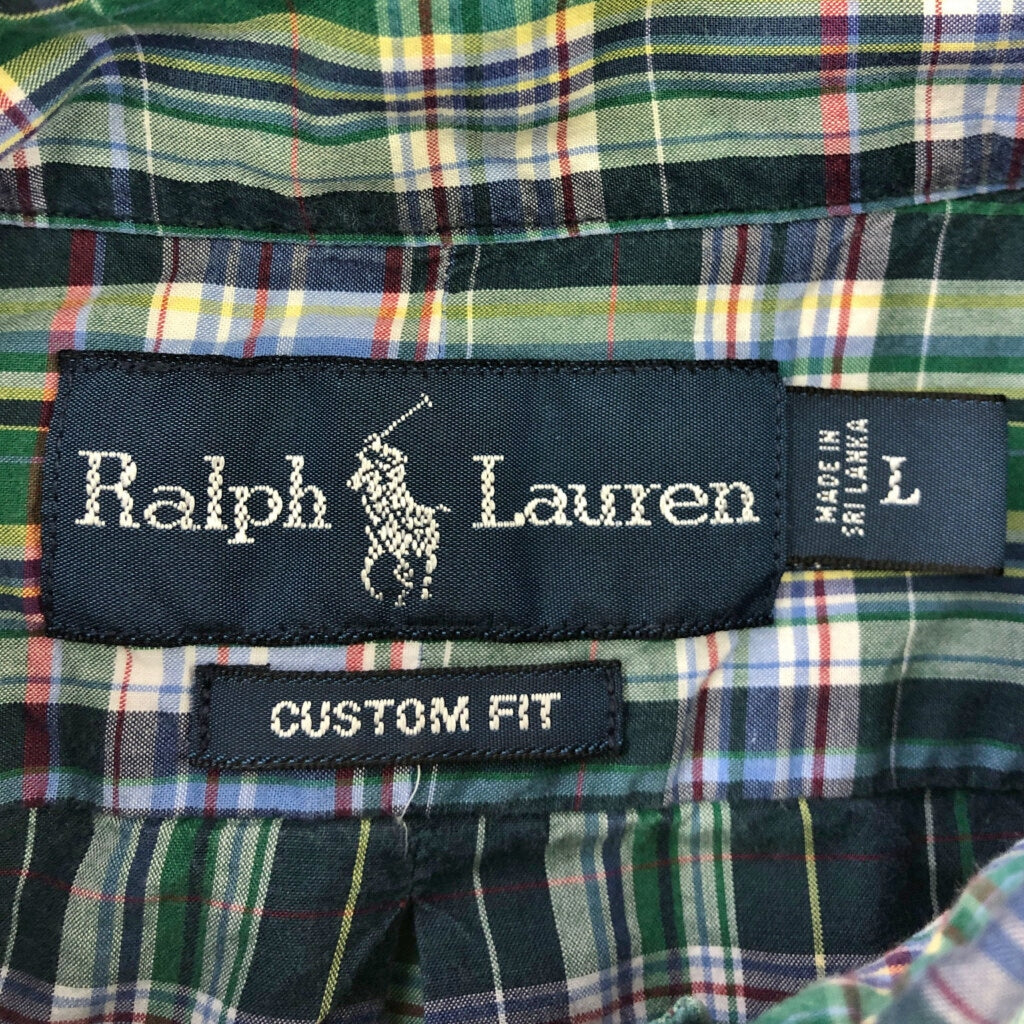 Ralph Lauren
MADE IN
SRI LANKA
L
CUSTOM FIT